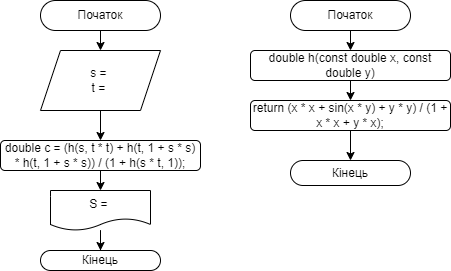 Початок
s =
t =
double c = (h(s, t * t) + h(t, 1 + s * s)
* h(t, 1 + s * s)) / (1 + h(s * t, 1));
S =
Кінець
Початок
double h(const double x, const
double y)
return (x * x + sin(x * y) + y * y) / (1 +
x * x + y * x);
Кінець